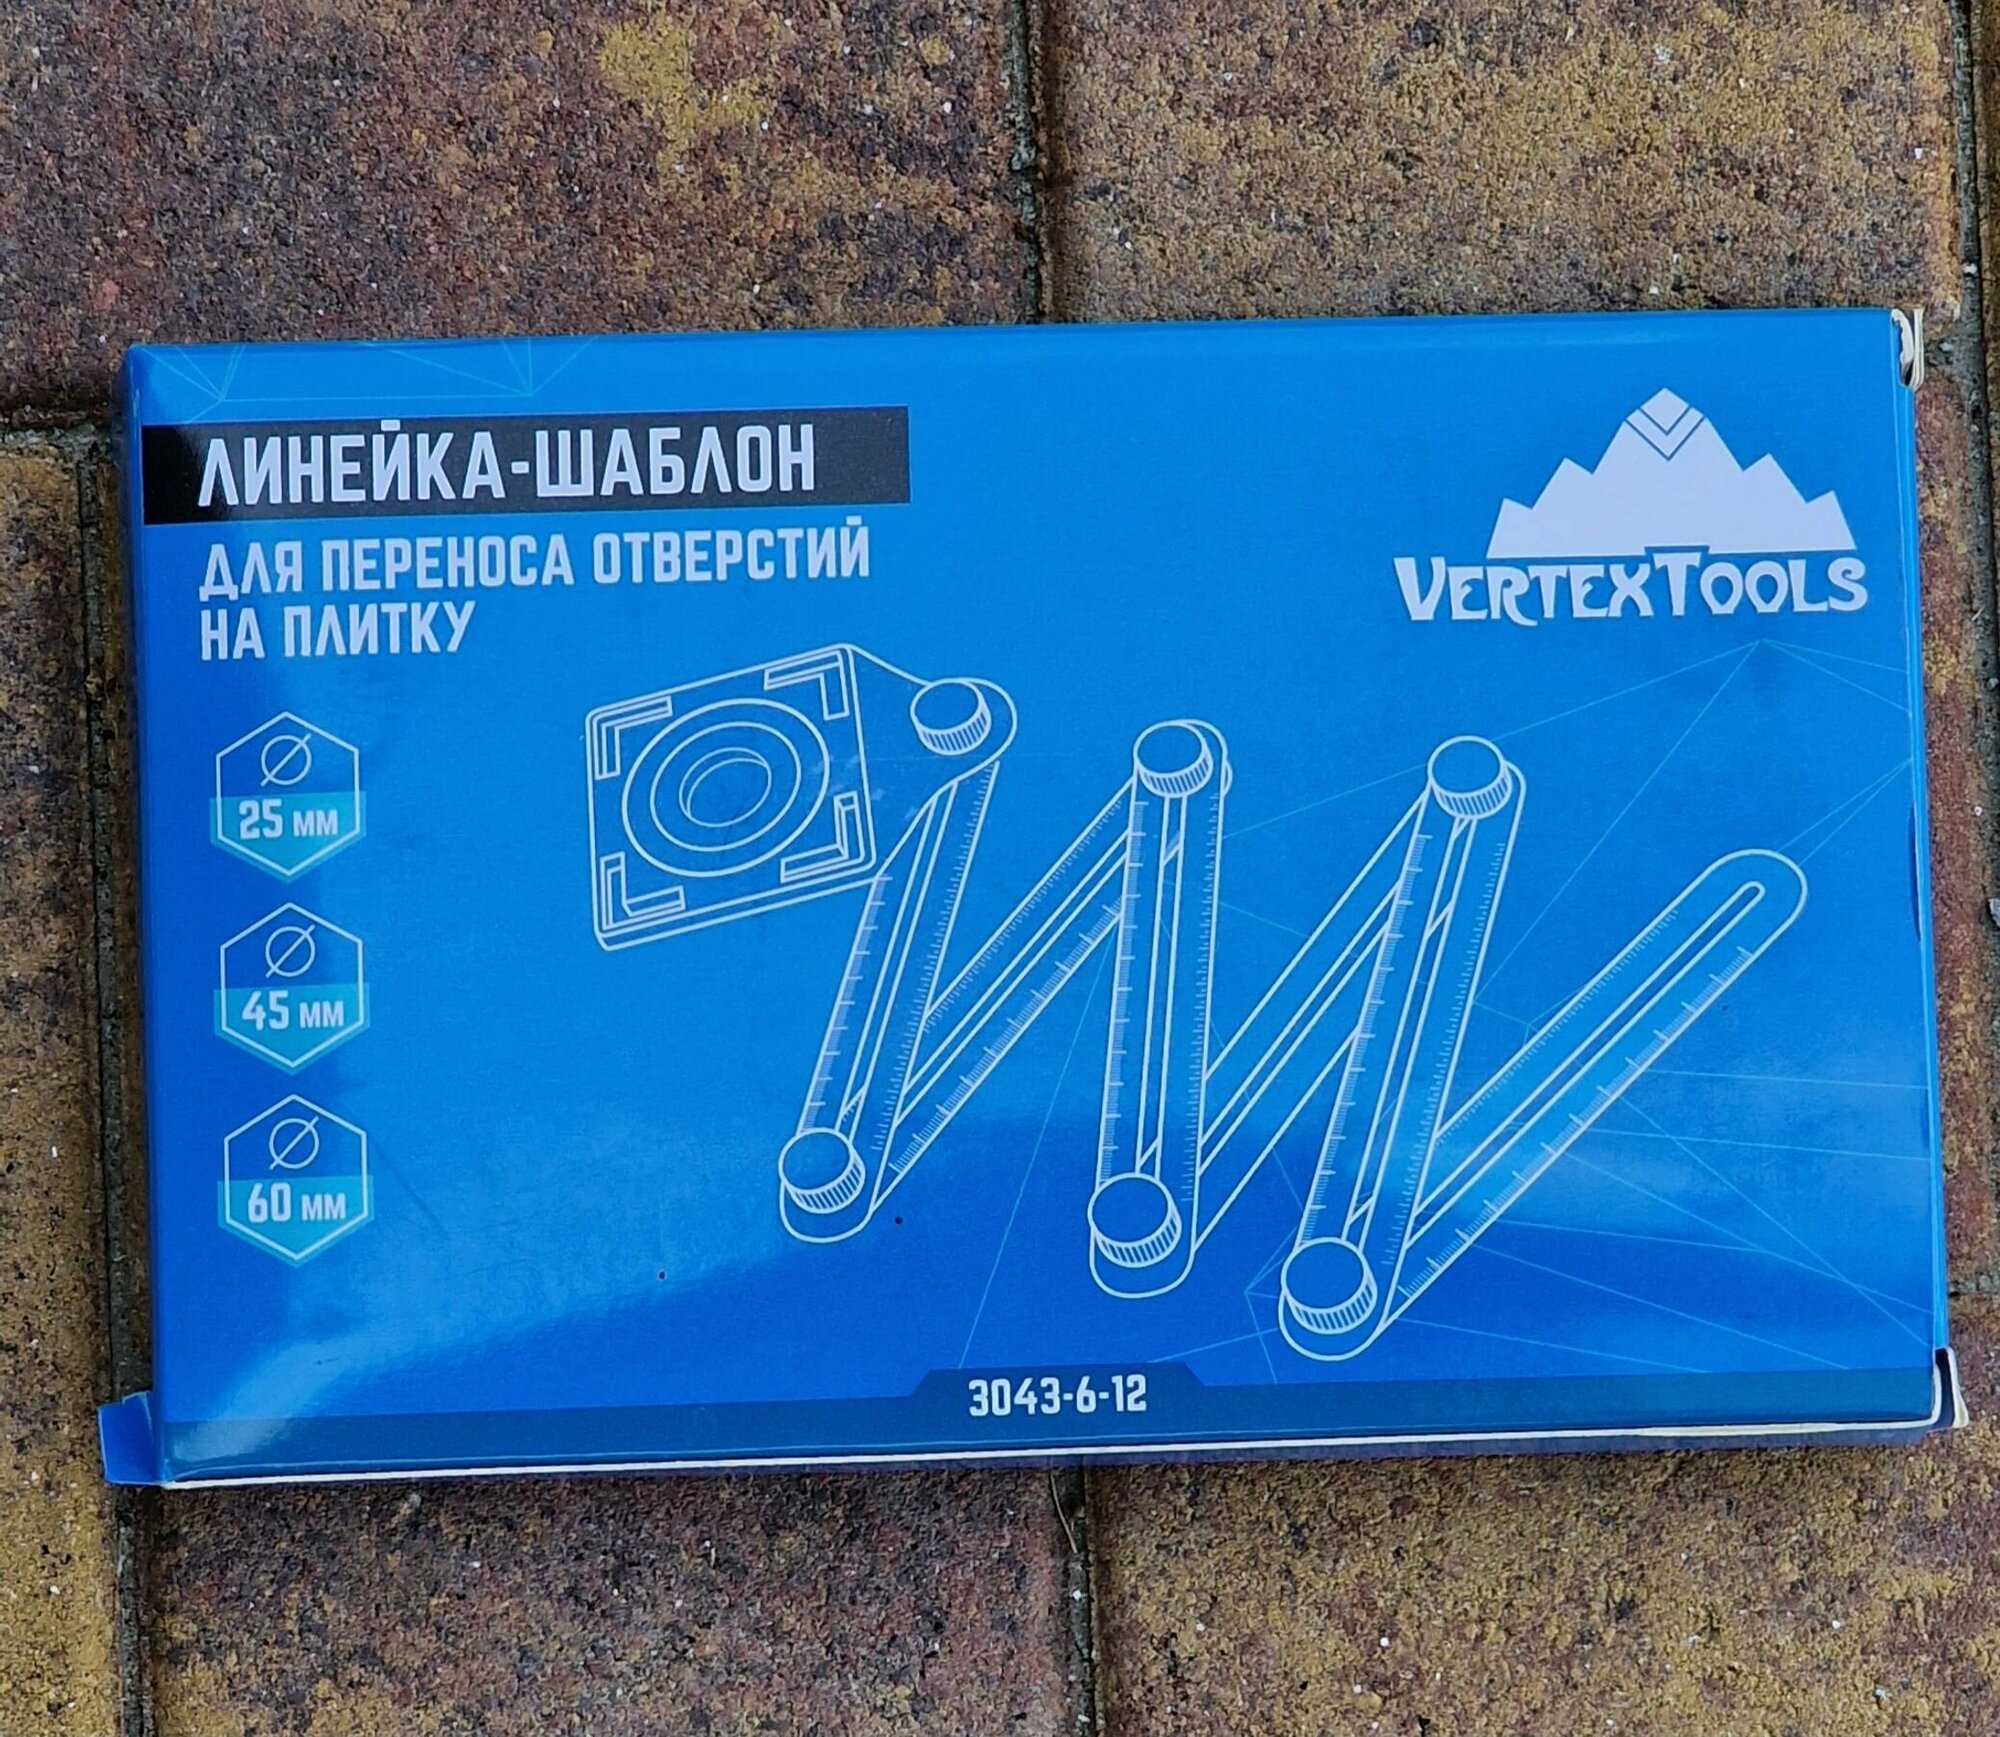 ЛИНЕЙКА-ШАБЛОН
ДЛЯ ПЕРЕНОСА ОТВЕРСТИЙ
НА ПЛИТКУ
VERTEXTOOLS
25 мм
45 мм
60 мм
3043-6-12